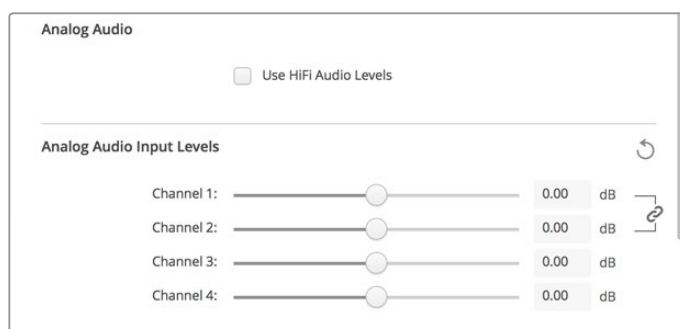 Analog Audio
Use HiFi Audio Levels
Analog Audio Input Levels
Channel 1: 0.00 dB
Channel 2: 0.00 dB
Channel 3: 0.00 dB
Channel 4: 0.00 dB